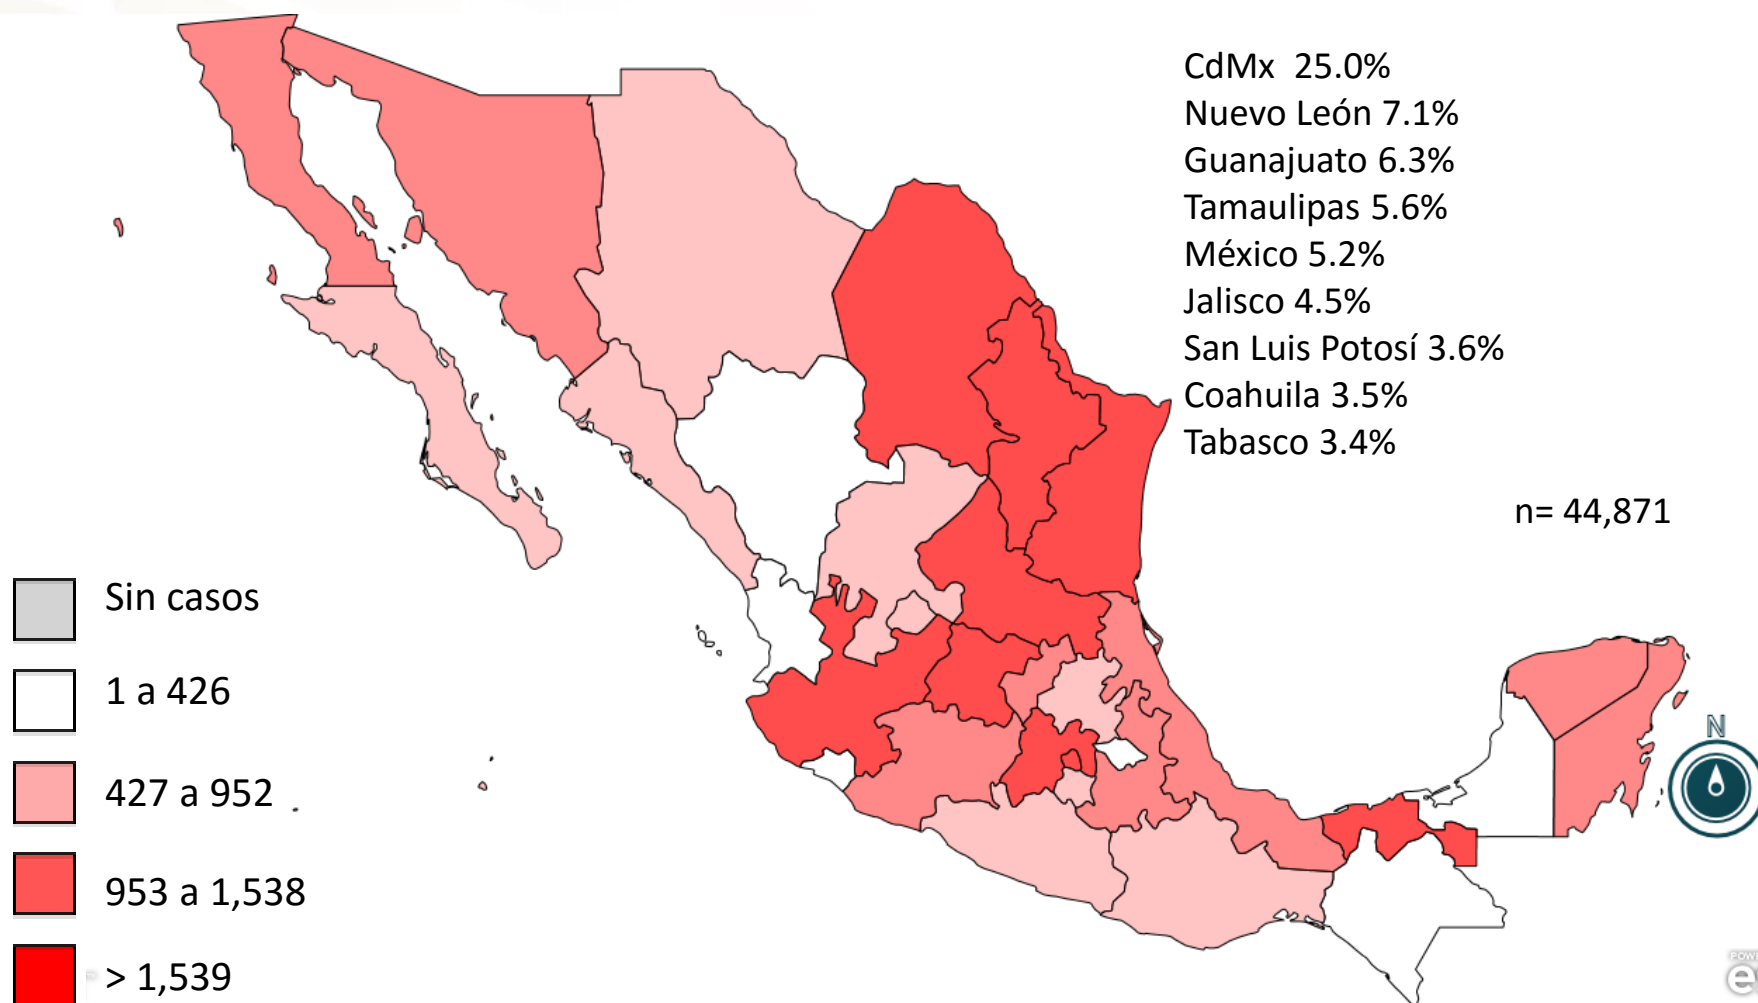 CdMx  25.0%
Nuevo León 7.1%
Guanajuato 6.3%
Tamaulipas 5.6%
México 5.2%
Jalisco 4.5%
San Luis Potosí 3.6%
Coahuila 3.5%
Tabasco 3.4%
n= 44,871
Sin casos
1 a 426
427 a 952
953 a 1,538
> 1,539
N